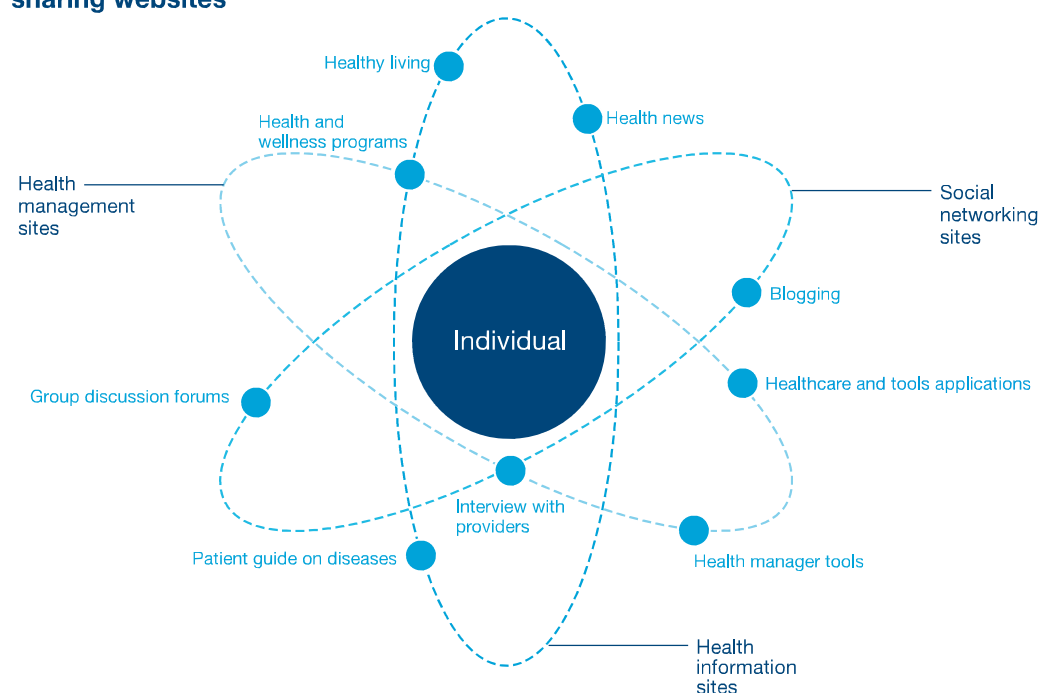 sharing websites
Healthy living
Health news
Health and
wellness programs
Health
management
sites
Social
networking
sites
Blogging
Individual
Healthcare and tools applications
Group discussion forums
Interview with
providers
Patient guide on diseases
Health manager tools
Health
information
sites